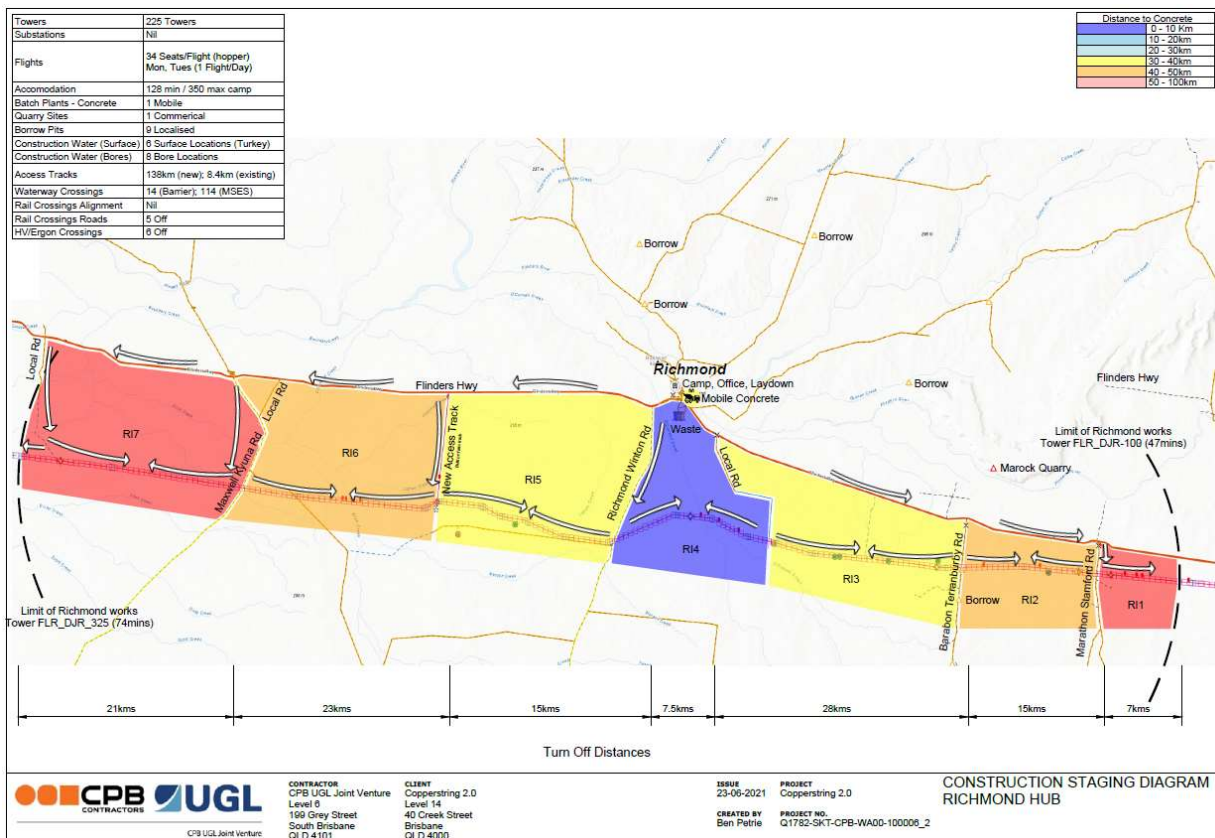 Towers 225 Towers
Substations Nil
Flights 34 Seats/Flight (hopper)
Mon, Tues (1 Flight/Day)
Accomodation 128 min / 350 max camp
Batch Plants - Concrete 1 Mobile
Quarry Sites 1 Commerical
Borrow Pits 9 Localised
Construction Water (Surface) 6 Surface Locations (Turkey)
Construction Water (Bores) 8 Bore Locations
Access Tracks 138km (new); 8.4km (existing)
Waterway Crossings 14 (Barrier); 114 (MSES)
Rail Crossings Alignment Nil
Rail Crossings Roads 5 Off
HV/Ergon Crossings 6 Off
Distance to Concrete
0 - 10 Km
10 - 20km
20 - 30km
30 - 40km
40 - 50km
50 - 100km
Borrow
Borrow
Borrow
Richmond
Camp, Office, Laydown
Mobile Concrete
Waste
Borrow
Flinders Hwy
Flinders Hwy
Limit of Richmond works
Tower FLR_DJR-100 (47mins)
Marock Quarry
Local Rd
Local Rd
Maxwell Kyuna Rd
New Access Track
Richmond Winton Rd
Local Rd
Barabon Terranburby Rd
Marathon Stamford Rd
RI7
RI6
RI5
RI4
RI3
Borrow
RI2
RI1
Limit of Richmond works
Tower FLR_DJR_325 (74mins)
21kms
23kms
15kms
7.5kms
28kms
15kms
7kms
Turn Off Distances
CPB
CONTRACTORS
UGL
CPB UGL Joint Venture
CONTRACTOR
CPB UGL Joint Venture
Level 6
199 Grey Street
South Brisbane
QLD 4101
CLIENT
Copperstring 2.0
Level 14
40 Creek Street
Brisbane
QLD 4000
ISSUE
23-06-2021
CREATED BY
Ben Petrie
PROJECT
Copperstring 2.0
PROJECT NO.
Q1782-SKT-CPB-WA00-100006_2
CONSTRUCTION STAGING DIAGRAM
RICHMOND HUB